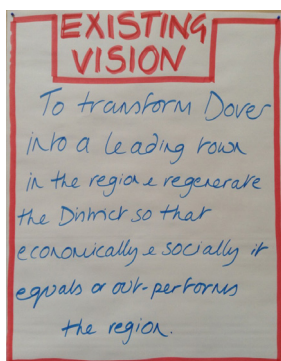 EXISTING
VISION
To transform Dover
into a leading town
in the region & regenerate
the District so that
economically & socially it
equals or out-performs
the region.